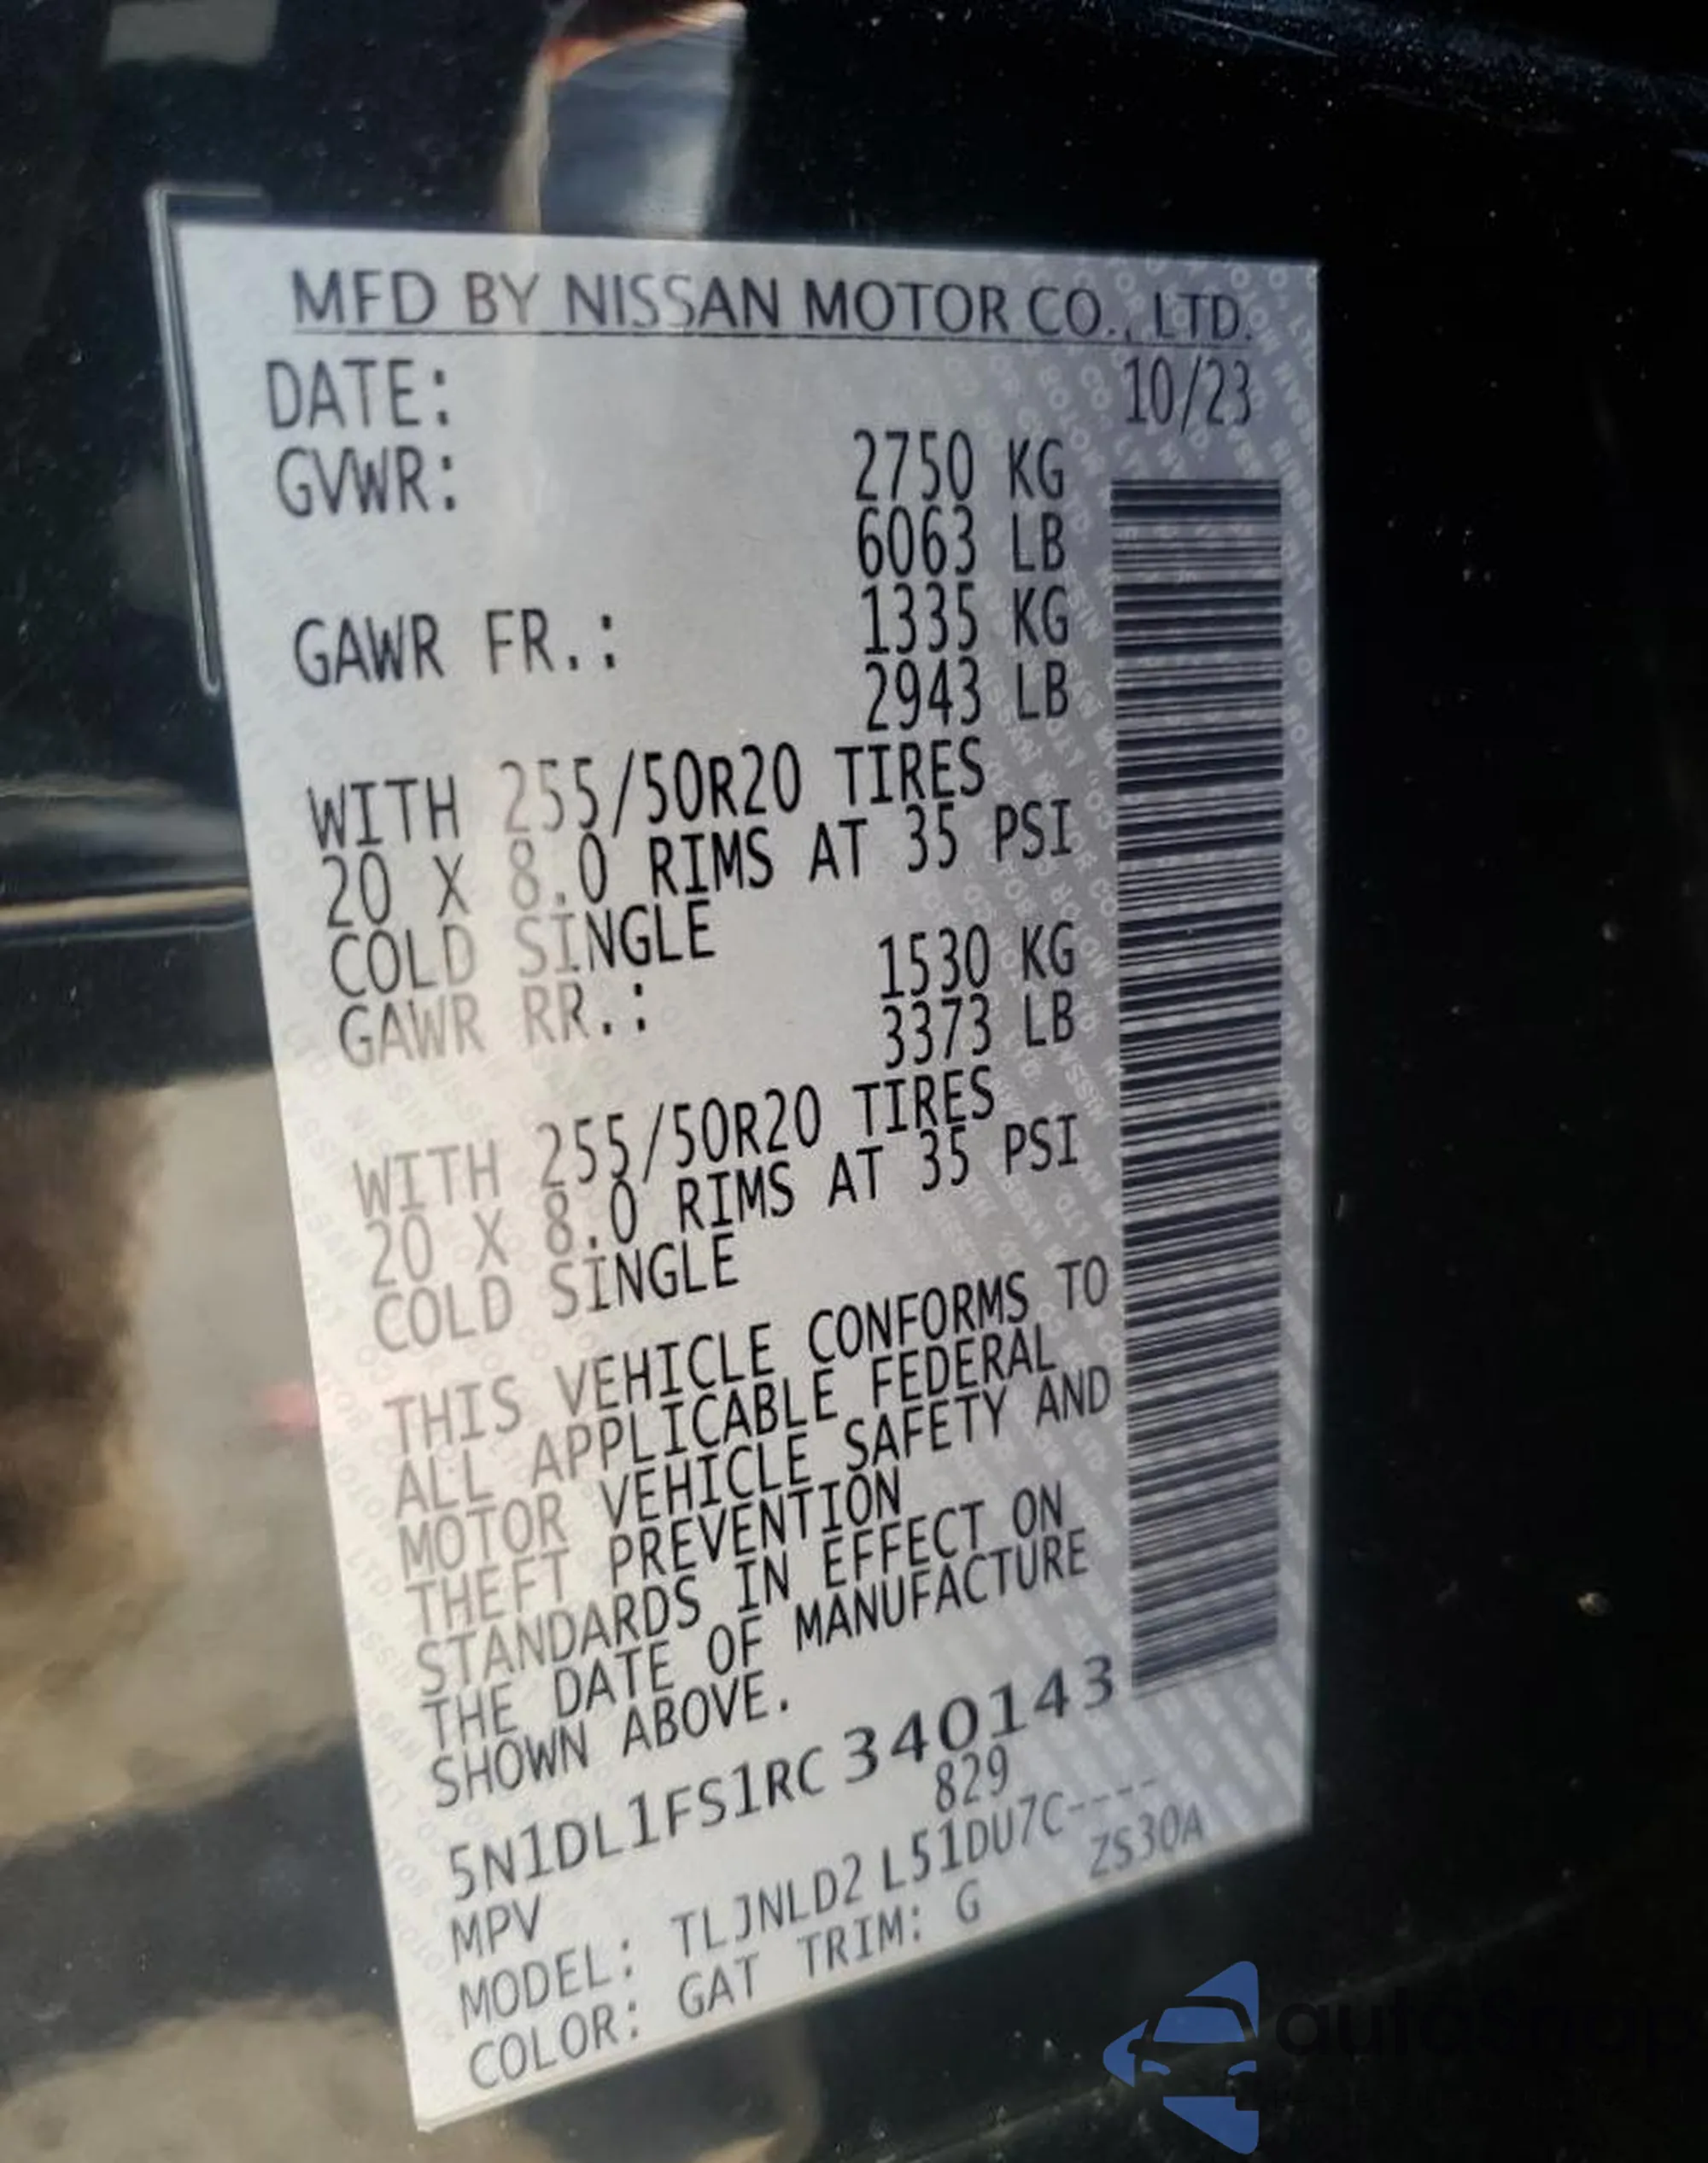 MFD BY NISSAN MOTOR CO., LTD.
DATE: 10/23
GVWR: 2750 KG
6063 LB
GAWR FR.: 1335 KG
2943 LB
WITH 255/50R20 TIRES
20 X 8.0 RIMS AT 35 PSI
COLD SINGLE
GAWR RR.: 1530 KG
3373 LB
WITH 255/50R20 TIRES
20 X 8.0 RIMS AT 35 PSI
COLD SINGLE
THIS VEHICLE CONFORMS TO
ALL APPLICABLE FEDERAL
MOTOR VEHICLE SAFETY AND
THEFT PREVENTION
STANDARDS IN EFFECT ON
THE DATE OF MANUFACTURE
SHOWN ABOVE.
5N1DL1FS1RC340143
MPV 829
MODEL: TLJNLD2 L51DU7C----
COLOR: GAT TRIM: G ZS30A